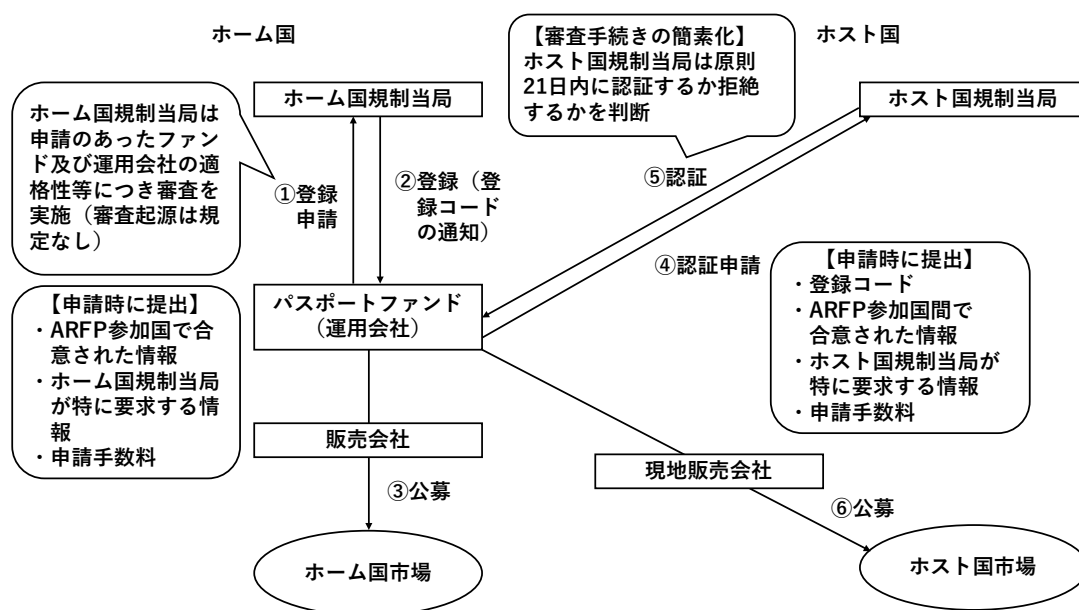 ホーム国
ホスト国
【審査手続きの簡素化】
ホスト国規制当局は原則
21日内に認証するか拒絶
するかを判断
ホーム国規制当局は
申請のあったファン
ド及び運用会社の適
格性等につき審査を
実施（審査起源は規
定なし）
ホーム国規制当局
ホスト国規制当局
①登録
申請
②登録（登
録コード
の通知）
⑤認証
④認証申請
【申請時に提出】
・ARFP参加国で合
意された情報
・ホーム国規制当局
が特に要求する情
報
・申請手数料
パスポートファンド
（運用会社）
【申請時に提出】
・登録コード
・ARFP参加国間で
合意された情報
・ホスト国規制当局が
特に要求する情報
・申請手数料
販売会社
現地販売会社
③公募
⑥公募
ホーム国市場
ホスト国市場